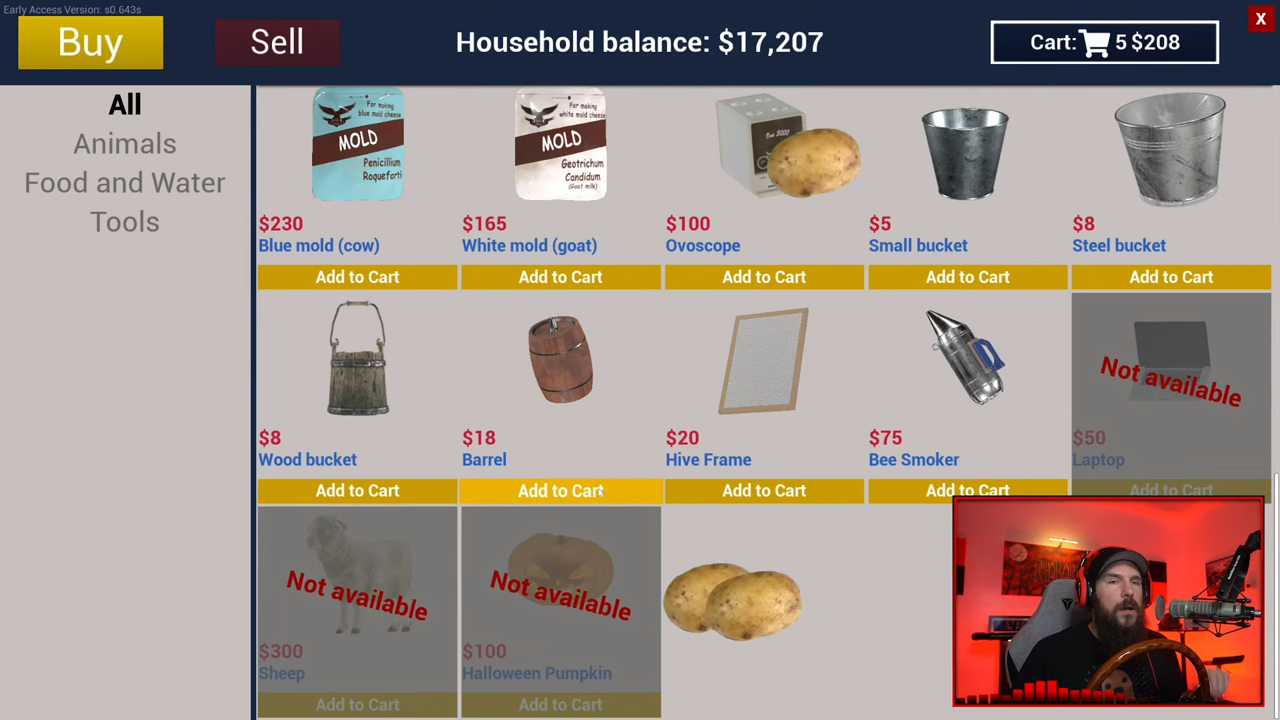 Early Access Version: s0.643s
Buy
Sell
Household balance: $17,207
Cart: 5 $208
X
All
Animals
Food and Water
Tools
For making blue mold cheese
MOLD
Penicillium
Roqueforti
For making white mold cheese
MOLD
Geotrichum
Candidum
(Goat milk)
$230
Blue mold (cow)
Add to Cart
$165
White mold (goat)
Add to Cart
$100
Ovoscope
Add to Cart
$5
Small bucket
Add to Cart
$8
Steel bucket
Add to Cart
$8
Wood bucket
Add to Cart
$18
Barrel
Add to Cart
$20
Hive Frame
Add to Cart
$75
Bee Smoker
Add to Cart
Not available
$50
Laptop
Add to Cart
Not available
$300
Sheep
Add to Cart
Not available
$100
Halloween Pumpkin
Add to Cart